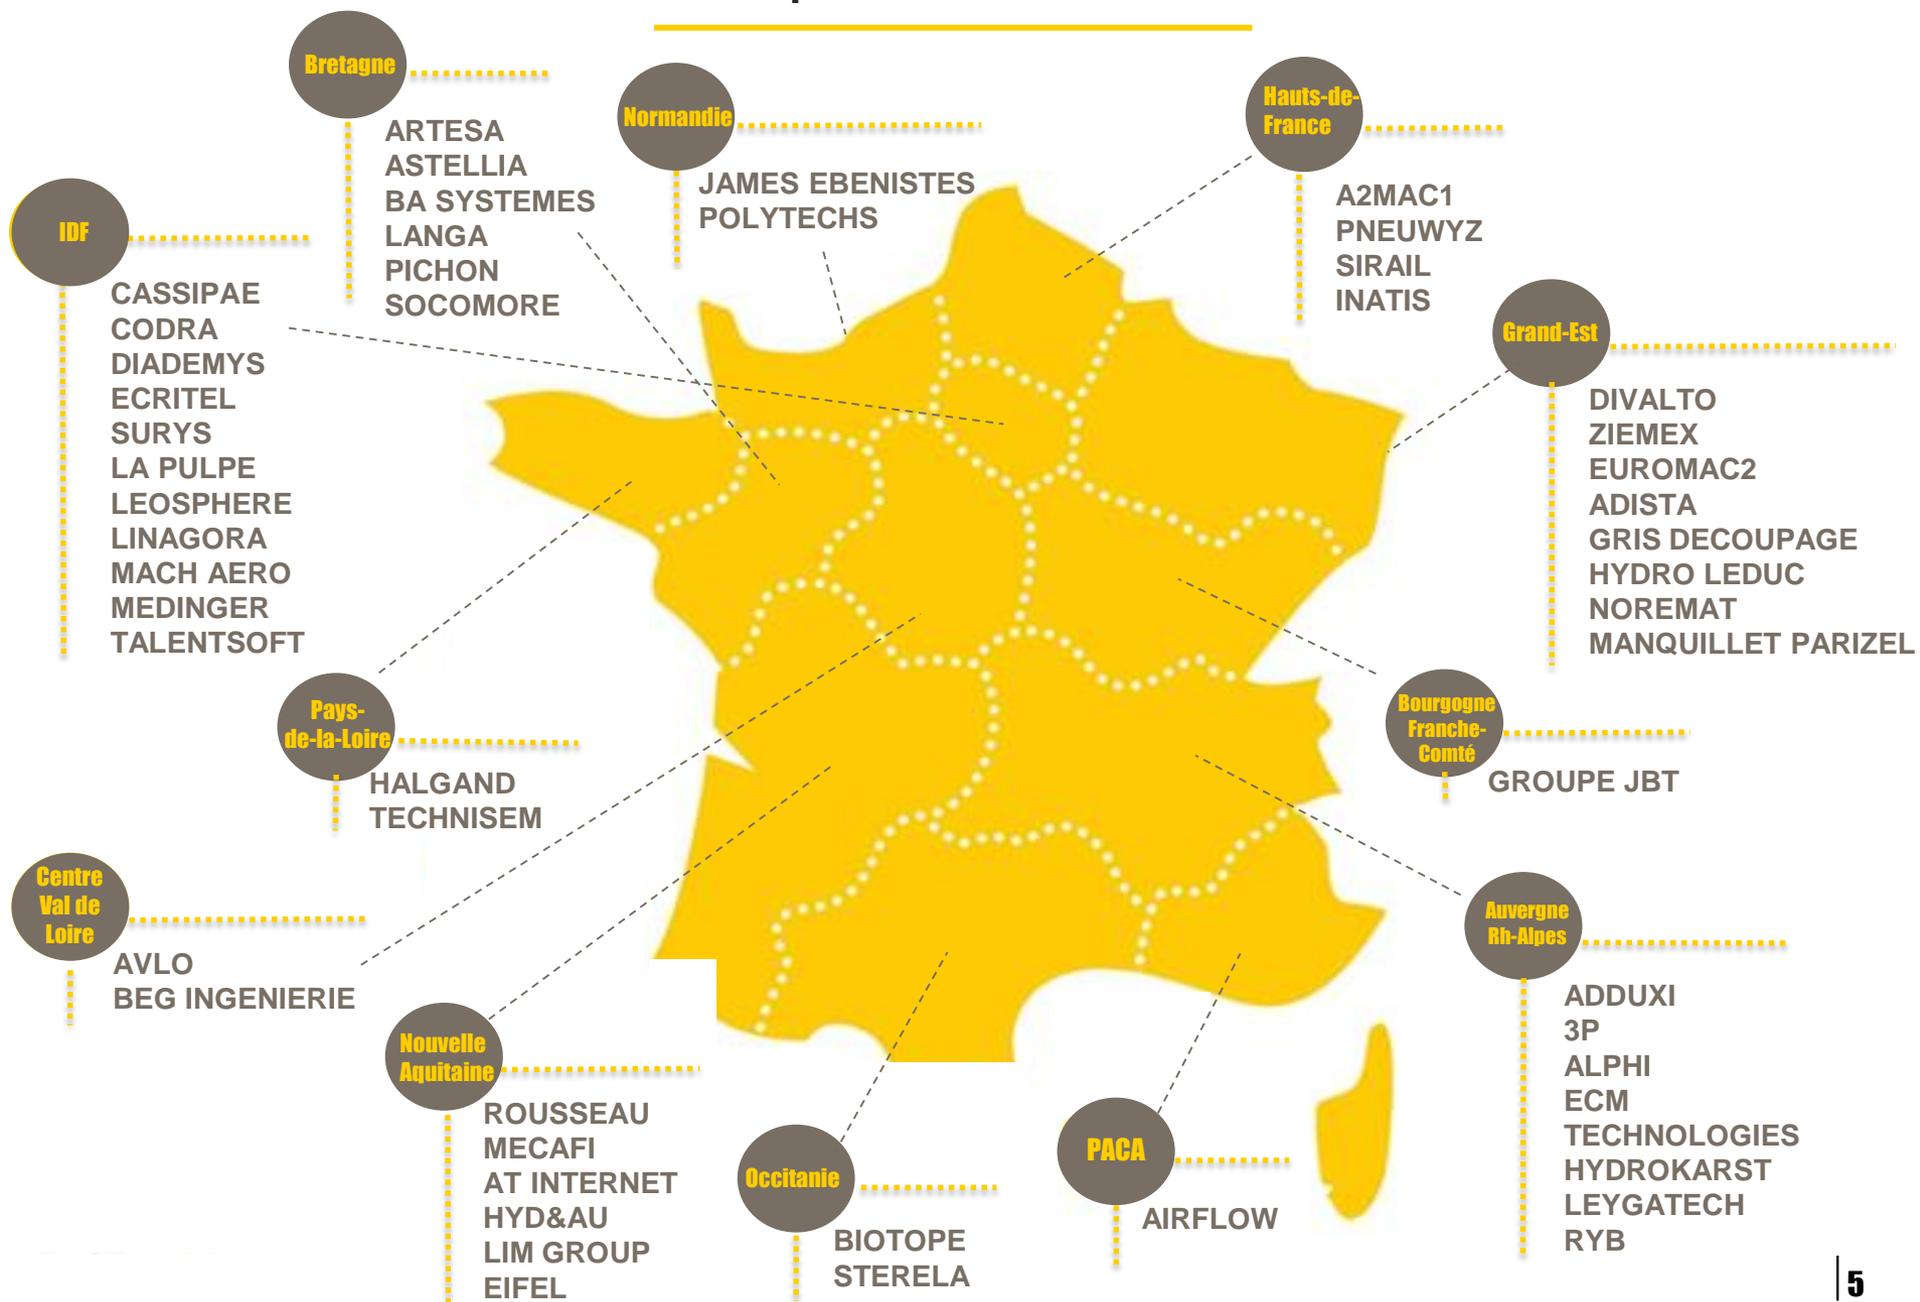 Bretagne
ARTESA
ASTELLIA
BA SYSTEMES
LANGA
PICHON
SOCOMORE
Normandie
JAMES EBENISTES
POLYTECHS
Hauts-de-
France
A2MAC1
PNEUWYZ
SIRAIL
INATIS
IDF
CASSIPAE
CODRA
DIADEMYS
ECRITEL
SURYS
LA PULPE
LEOSPHERE
LINAGORA
MACH AERO
MEDINGER
TALENTSOFT
Grand-Est
DIVALTO
ZIEMEX
EUROMAC2
ADISTA
GRIS DECOUPAGE
HYDRO LEDUC
NOREMAT
MANQUILLET PARIZEL
Pays-
de-la-Loire
HALGAND
TECHNISEM
Bourgogne
Franche-
Comté
GROUPE JBT
Centre
Val de
Loire
AVLO
BEG INGENIERIE
Auvergne
Rh-Alpes
ADDUXI
3P
ALPHI
ECM
TECHNOLOGIES
HYDROKARST
LEYGATECH
RYB
Nouvelle
Aquitaine
ROUSSEAU
MECAFI
AT INTERNET
HYD&AU
LIM GROUP
EIFEL
Occitanie
BIOTOPE
STERELA
PACA
AIRFLOW
5